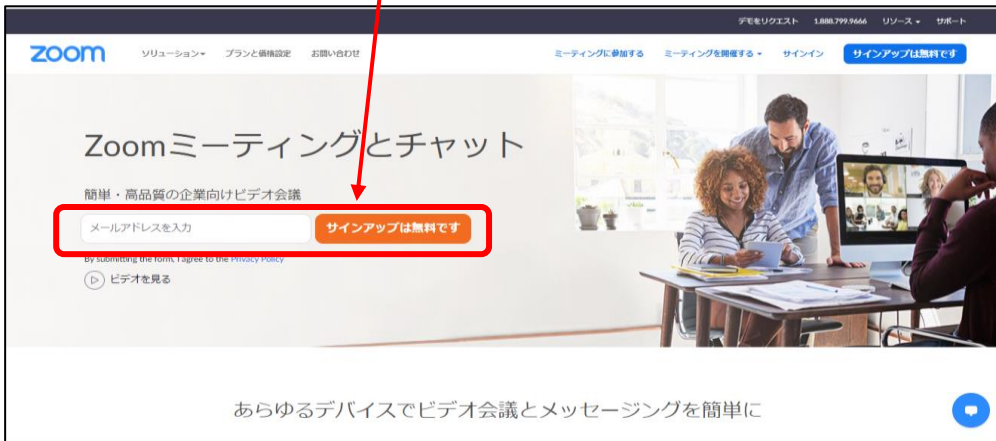 デモをリクエスト 1.888.799.9666 リソース サポート
zoom ソリューション プランと価格設定 お問い合わせ ミーティングに参加する ミーティングを開催する サインイン サインアップは無料です
Zoomミーティングとチャット
簡単・高品質の企業向けビデオ会議
メールアドレスを入力 サインアップは無料です
By submitting the form, I agree to the Privacy Policy
ビデオを見る
あらゆるデバイスでビデオ会議とメッセージングを簡単に